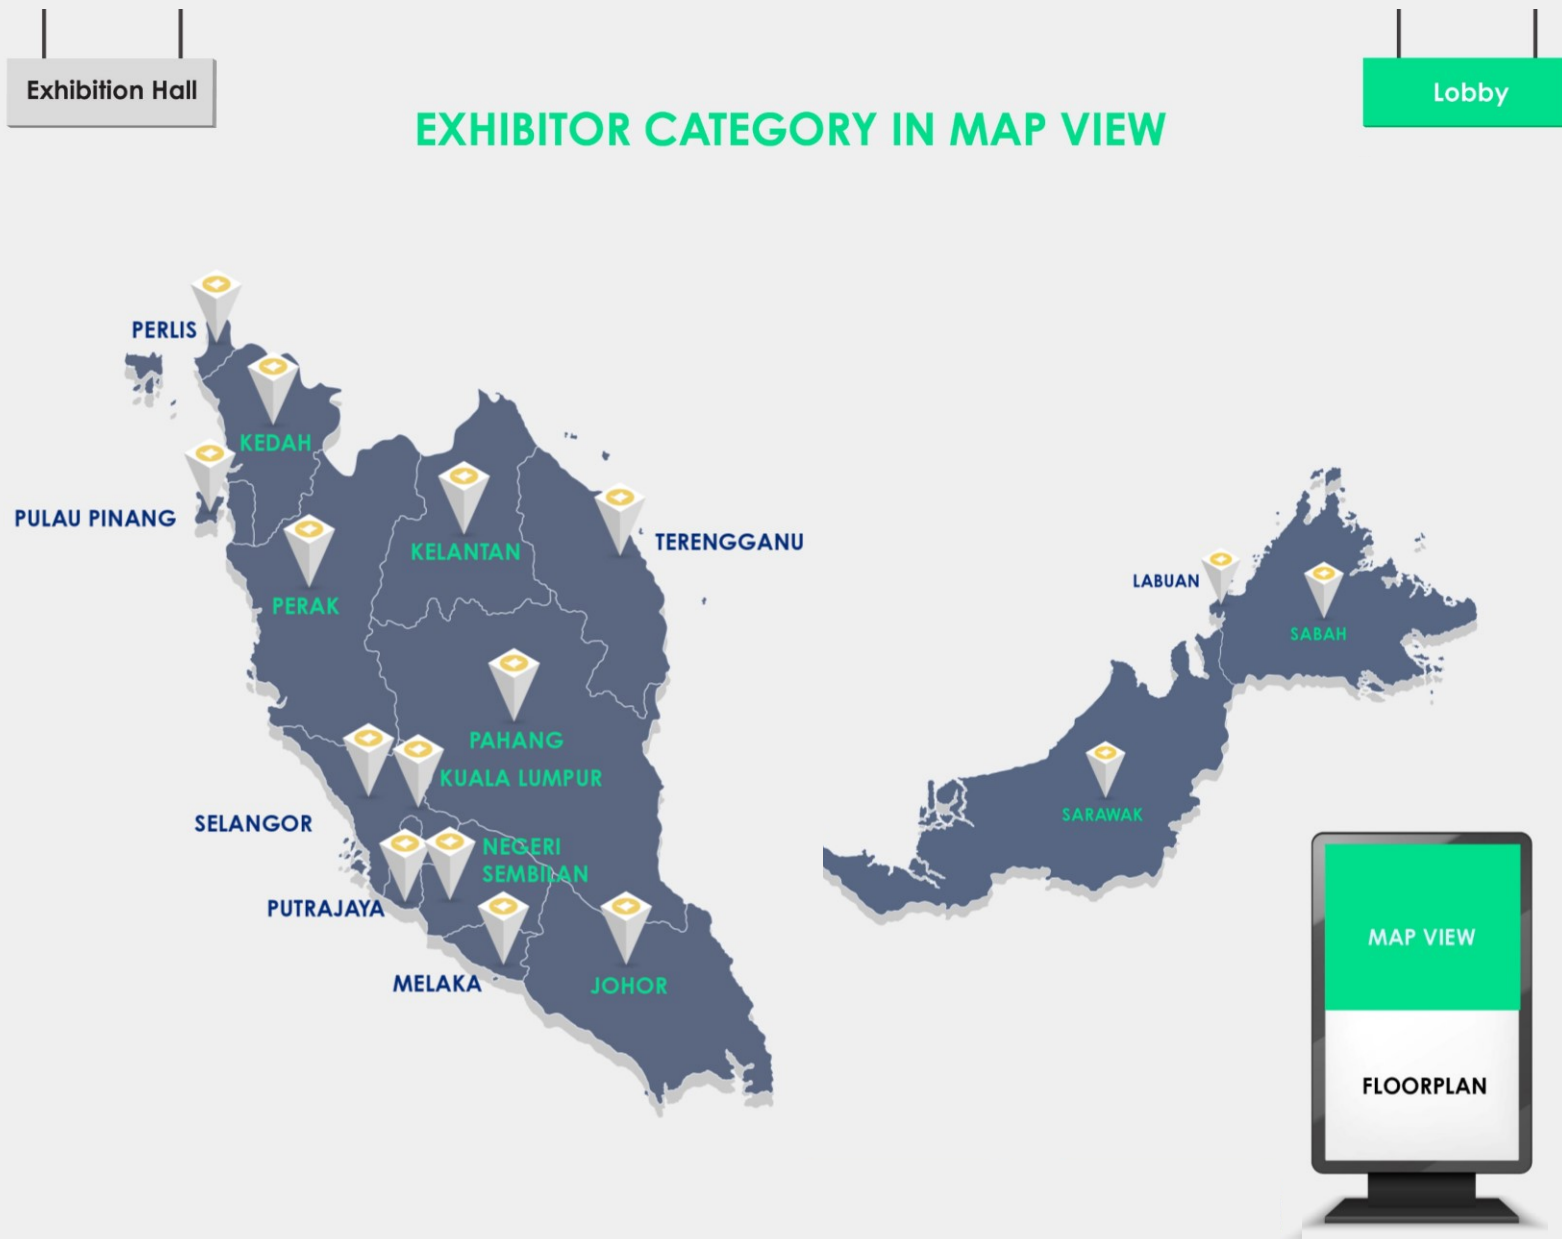 Exhibition Hall
Lobby
EXHIBITOR CATEGORY IN MAP VIEW
PERLIS
KEDAH
PULAU PINANG
KELANTAN
TERENGGANU
PERAK
LABUAN
SABAH
PAHANG
KUALA LUMPUR
SELANGOR
SARAWAK
NEGERI
SEMBILAN
PUTRAJAYA
MELAKA
JOHOR
MAP VIEW
FLOORPLAN